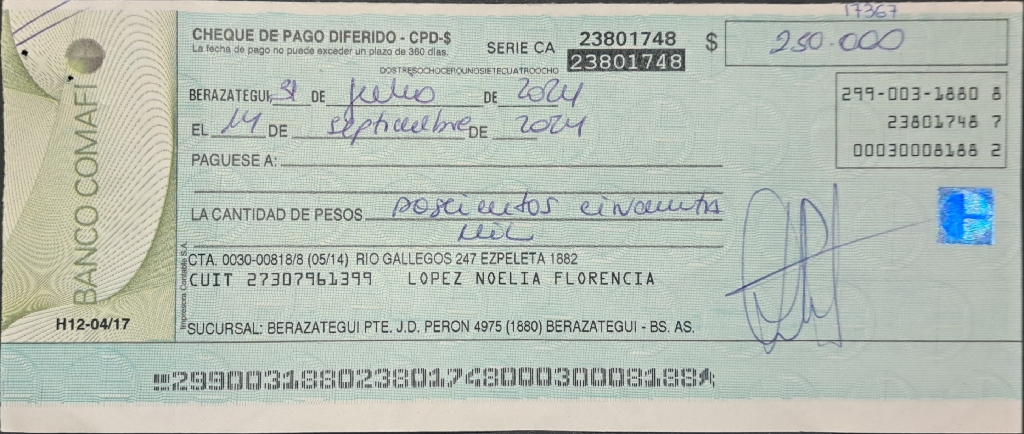 17367
CHEQUE DE PAGO DIFERIDO - CPD-$
La fecha de pago no puede exceder un plazo de 360 días.
SERIE CA 23801748
23801748
$ 250.000
DOSTRESOCHOCEROUNOSIETECUATROOCHO
BERAZATEGUI, 31 DE julio DE 2024
EL 14 DE septiembre DE 2024
299-003-1880 8
23801748 7
00030008188 2
PAGUESE A:
LA CANTIDAD DE PESOS doscientos cincuenta
mil
CTA. 0030-00818/8 (05/14) RIO GALLEGOS 247 EZPELETA 1882
CUIT 27307961399 LOPEZ NOELIA FLORENCIA
SUCURSAL: BERAZATEGUI PTE. J.D. PERON 4975 (1880) BERAZATEGUI - BS. AS.
BANCO COMAFI
H12-04/17
Impresora Contable S.A.
29900318802380174800030008188